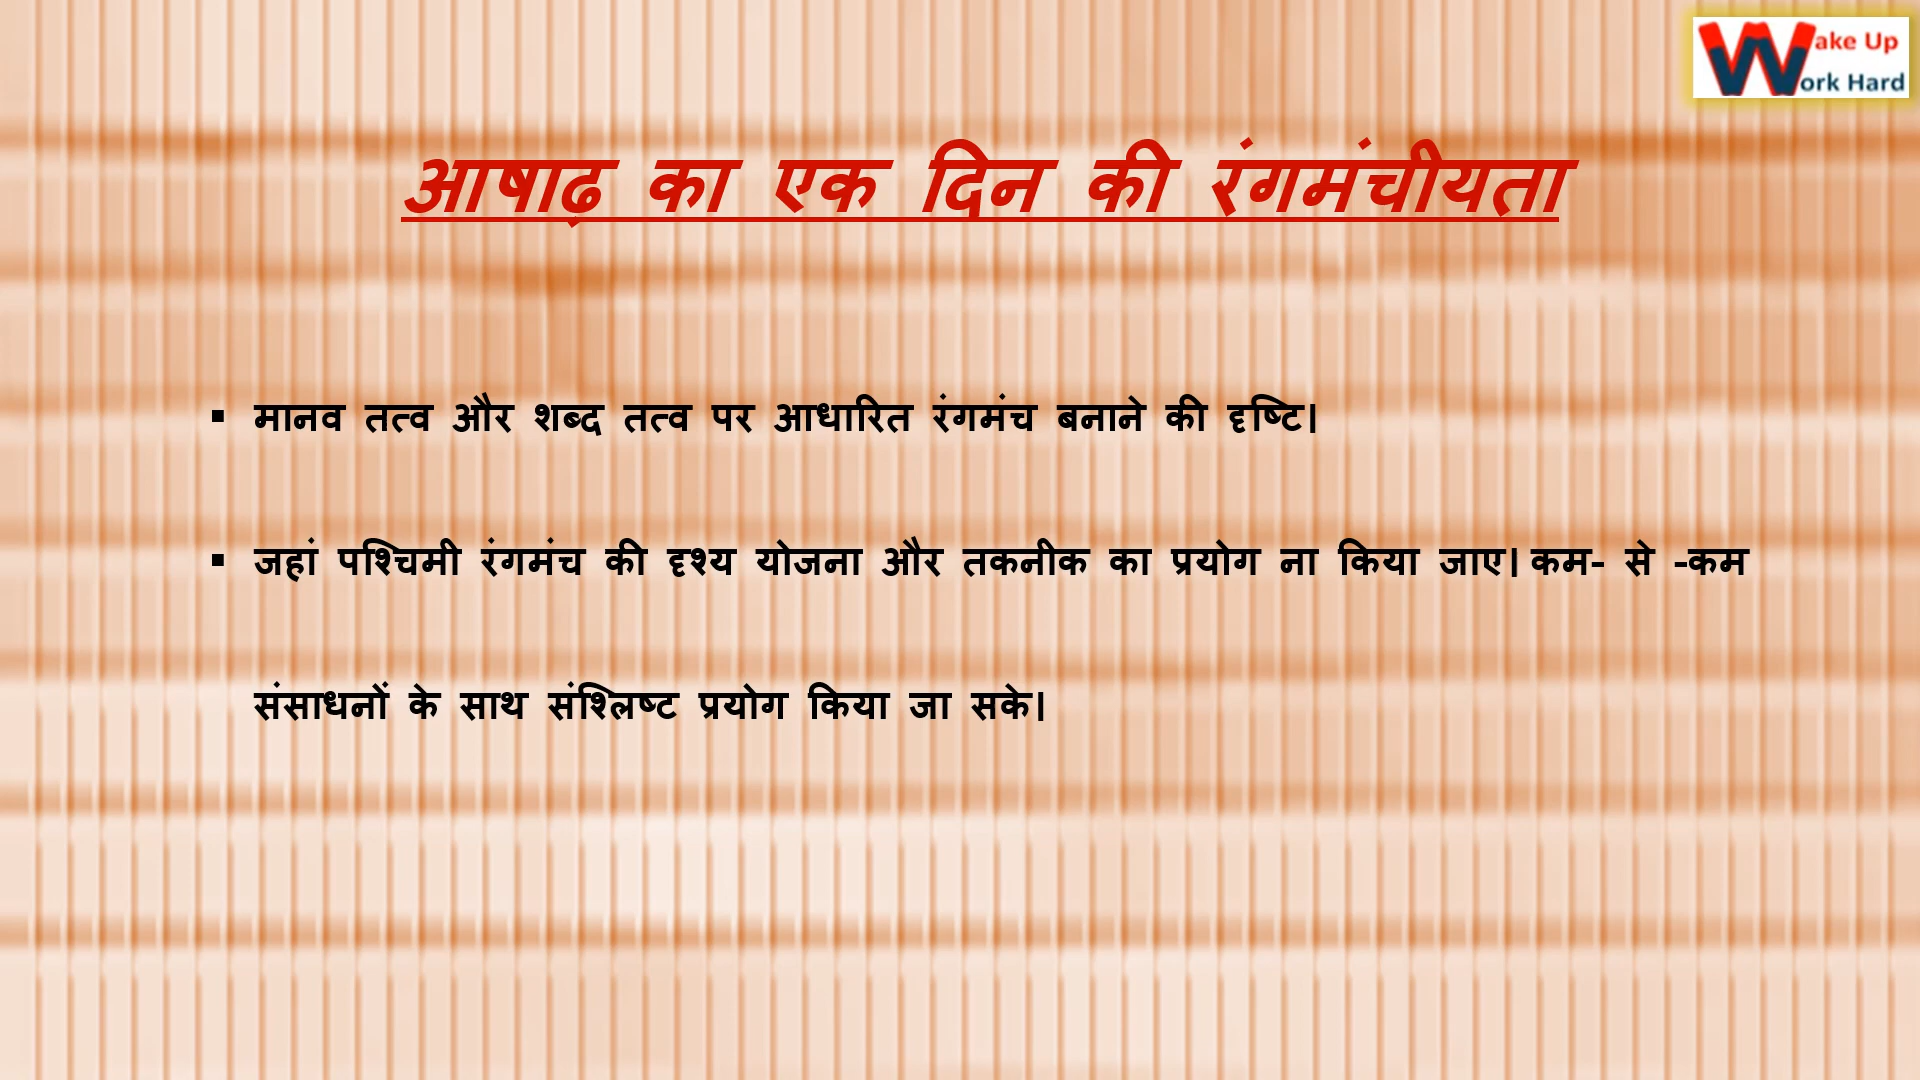 Wake Up
Work Hard
आषाढ़ का एक दिन की रंगमंचीयता
▪ मानव तत्व और शब्द तत्व पर आधारित रंगमंच बनाने की दृष्टि।
▪ जहां पश्चिमी रंगमंच की दृश्य योजना और तकनीक का प्रयोग ना किया जाए। कम- से -कम
संसाधनों के साथ संश्लिष्ट प्रयोग किया जा सके।